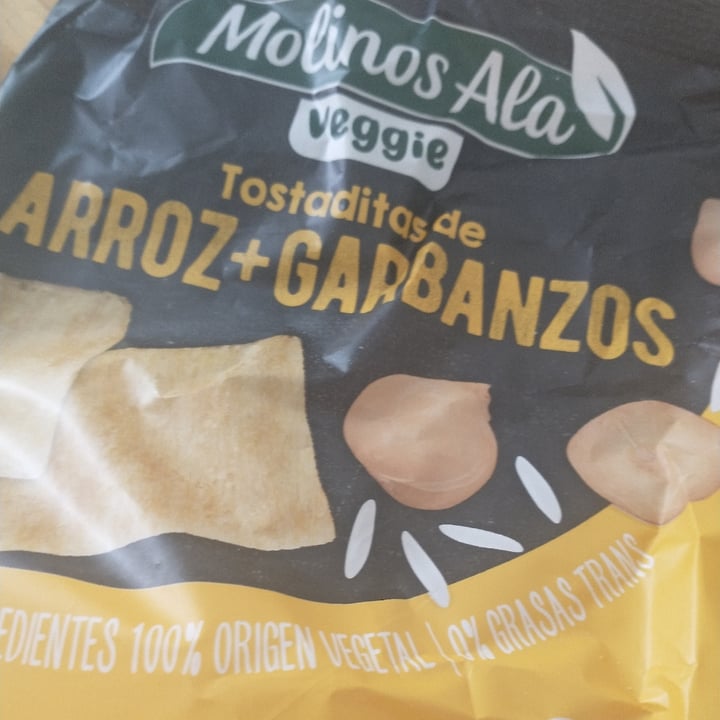 Molinos Ala
veggie
Tostaditas de
ARROZ+GARBANZOS
EDIENTES 100% ORIGEN VEGETAL | 0% GRASAS TRANS